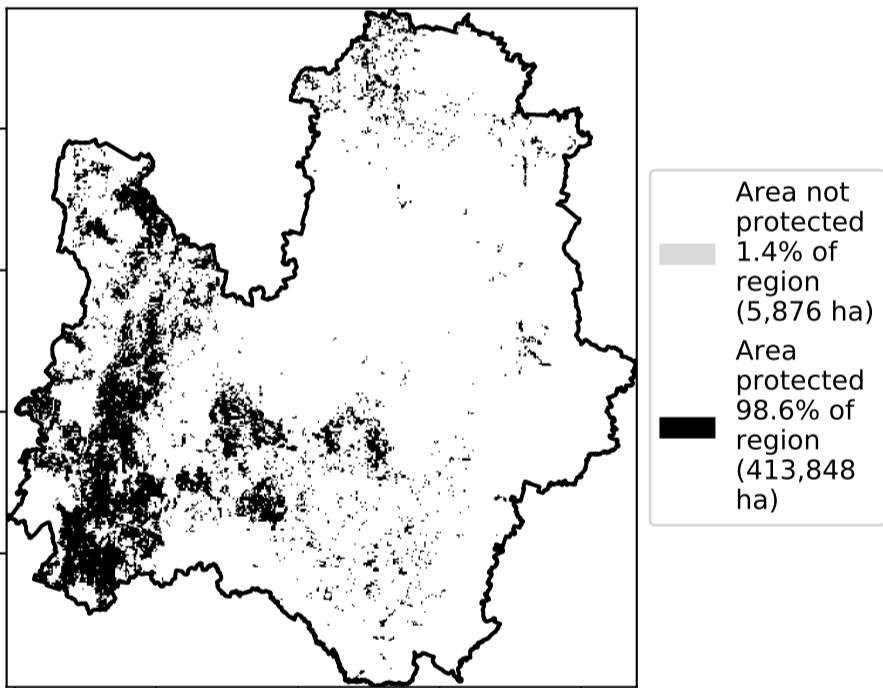 Area not
protected
1.4% of
region
(5,876 ha)
Area
protected
98.6% of
region
(413,848
ha)